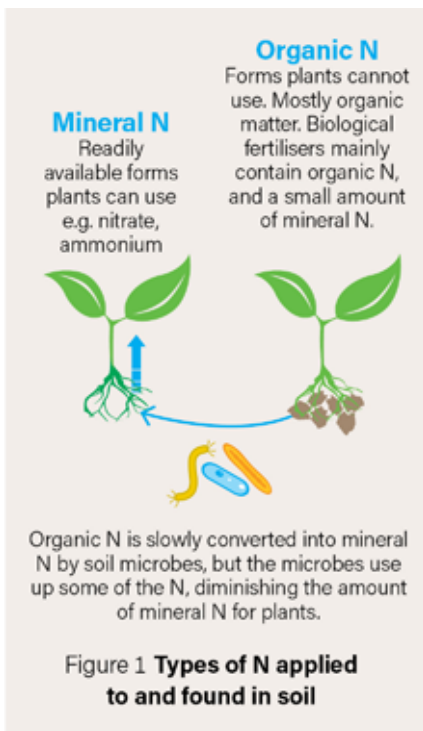 Mineral N
Readily
available forms
plants can use
e.g. nitrate,
ammonium
Organic N
Forms plants cannot
use. Mostly organic
matter. Biological
fertilisers mainly
contain organic N,
and a small amount
of mineral N.
Organic N is slowly converted into mineral
N by soil microbes, but the microbes use
up some of the N, diminishing the amount
of mineral N for plants.
Figure 1 Types of N applied
to and found in soil